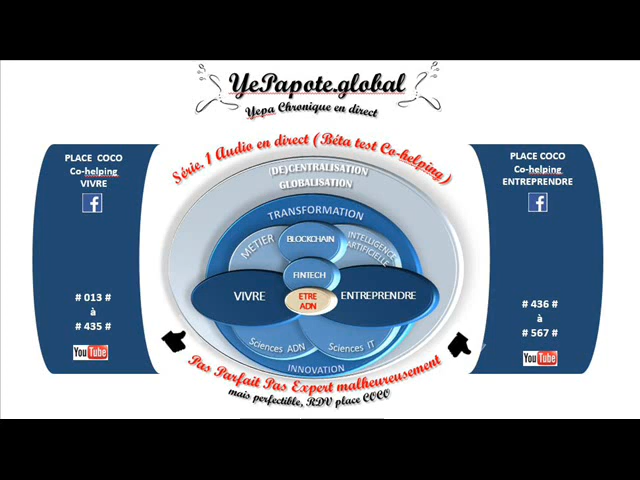 YePapote.global
Yepa Chronique en direct
Série. 1 Audio en direct (Béta test Co-helping)
PLACE COCO
Co-helping
VIVRE
# 013 #
à
# 435 #
YouTube
(DE)CENTRALISATION
GLOBALISATION
TRANSFORMATION
METIER
BLOCKCHAIN
INTELLIGENCE
ARTIFICIELLE
FINTECH
VIVRE
ETRE
ADN
ENTREPRENDRE
Sciences ADN
Sciences IT
INNOVATION
PLACE COCO
Co-helping
ENTREPRENDRE
# 436 #
à
# 567 #
YouTube
Pas Parfait Pas Expert malheureusement
mais perfectible, RDV place COCO